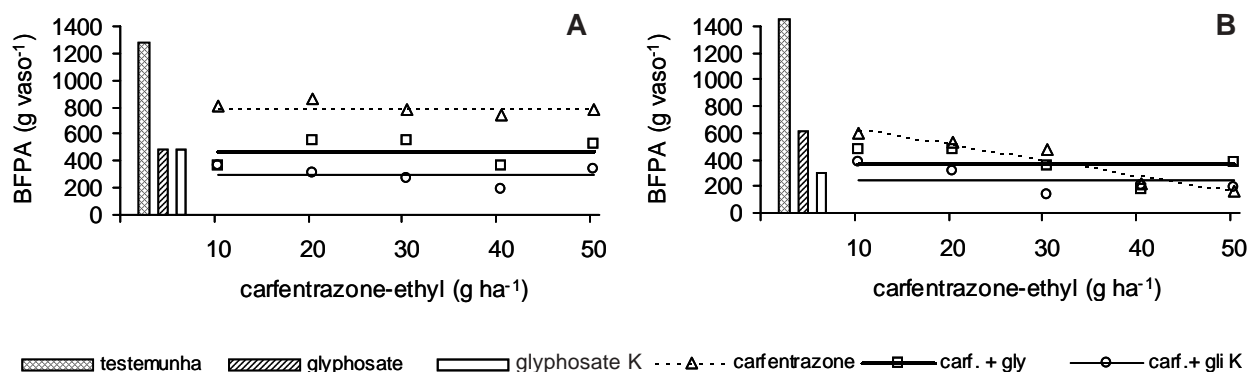 A
BFPA (g vaso⁻¹)
1400
1200
1000
800
600
400
200
0
10 20 30 40 50
carfentrazone-ethyl (g ha⁻¹)
B
BFPA (g vaso⁻¹)
1400
1200
1000
800
600
400
200
0
10 20 30 40 50
carfentrazone-ethyl (g ha⁻¹)
testemunha glyphosate glyphosate K carfentrazone carf. + gly carf.+ gli K